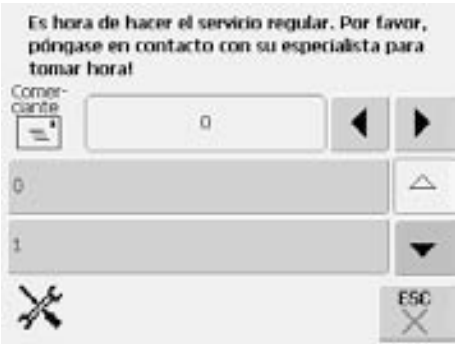 Es hora de hacer el servicio regular. Por favor,
póngase en contacto con su especialista para
tomar hora!
Comer-
ciante
0
0
1
ESC